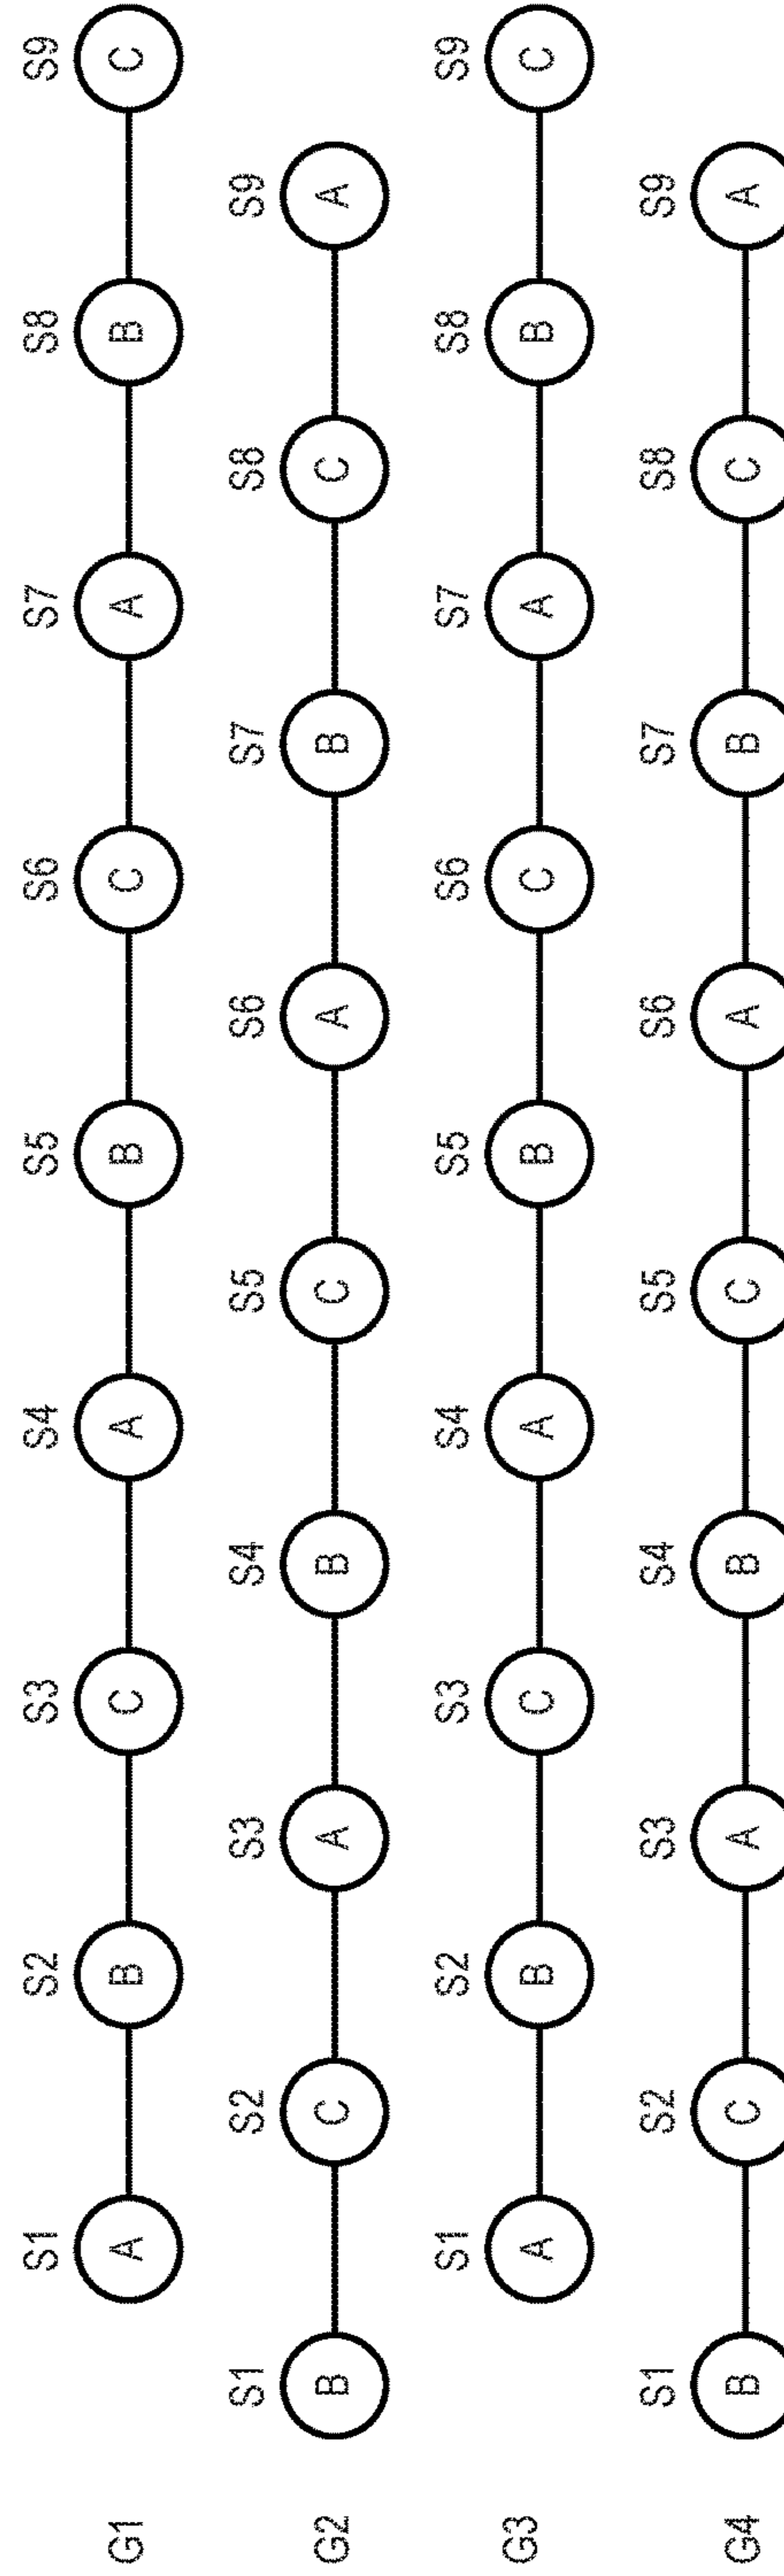 S1 S2 S3 S4 S5 S6 S7 S8 S9
G1 A B C A B C A B C
S1 S2 S3 S4 S5 S6 S7 S8 S9
G2 B C A B C A B C A
S1 S2 S3 S4 S5 S6 S7 S8 S9
G3 A B C A B C A B C
S1 S2 S3 S4 S5 S6 S7 S8 S9
G4 B C A B C A B C A